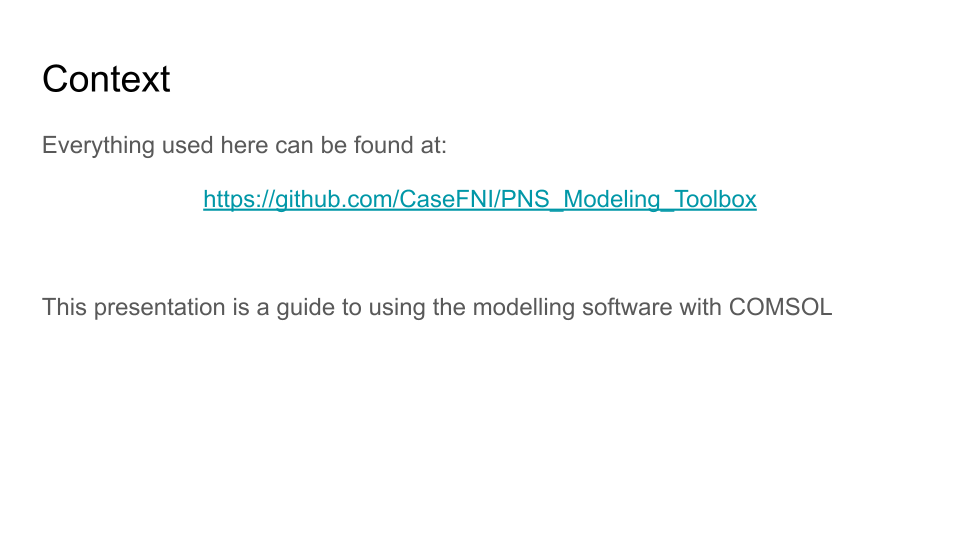 Context
Everything used here can be found at:
https://github.com/CaseFNI/PNS_Modeling_Toolbox
This presentation is a guide to using the modelling software with COMSOL